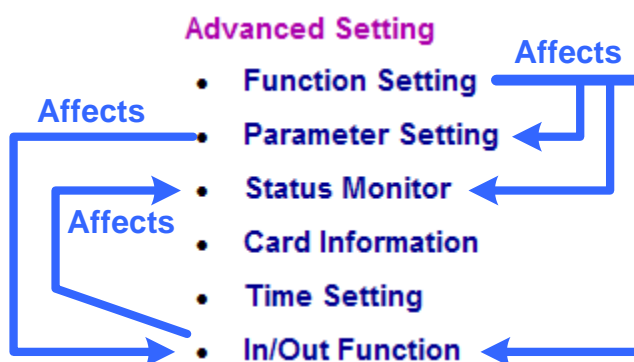 Advanced Setting
Affects
• Function Setting
Affects
• Parameter Setting
• Status Monitor
Affects
• Card Information
• Time Setting
• In/Out Function